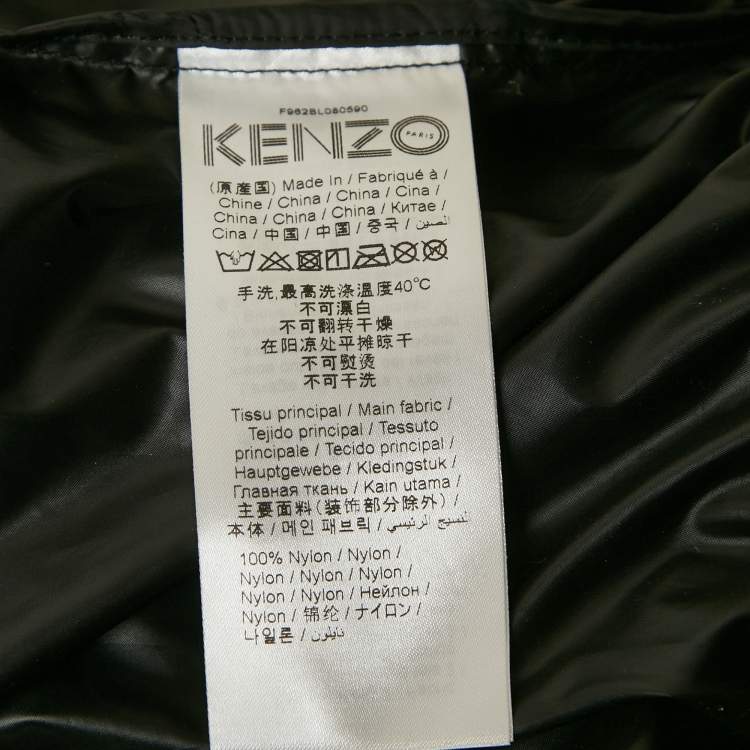 F962BL080590
KENZO
PARIS
(原産国) Made in / Fabriqué à /
Chine / China / China / Cina /
China / China / China / Китае /
Cina / 中国 / 中国 / 중국 / الصين
手洗,最高洗涤温度40°C
不可漂白
不可翻转干燥
在阳凉处平摊晾干
不可熨烫
不可干洗
Tissu principal / Main fabric /
Tejido principal / Tessuto
principale / Tecido principal /
Hauptgewebe / Kledingstuk /
Главная ткань / Kain utama /
主要面料 (装饰部分除外) /
本体 / 메인 패브릭 / النسيج الرئيسي
100% Nylon / Nylon /
Nylon / Nylon / Nylon /
Nylon / Nylon / Нейлон /
Nylon / 锦纶 / ナイロン /
나일론 / نايلون